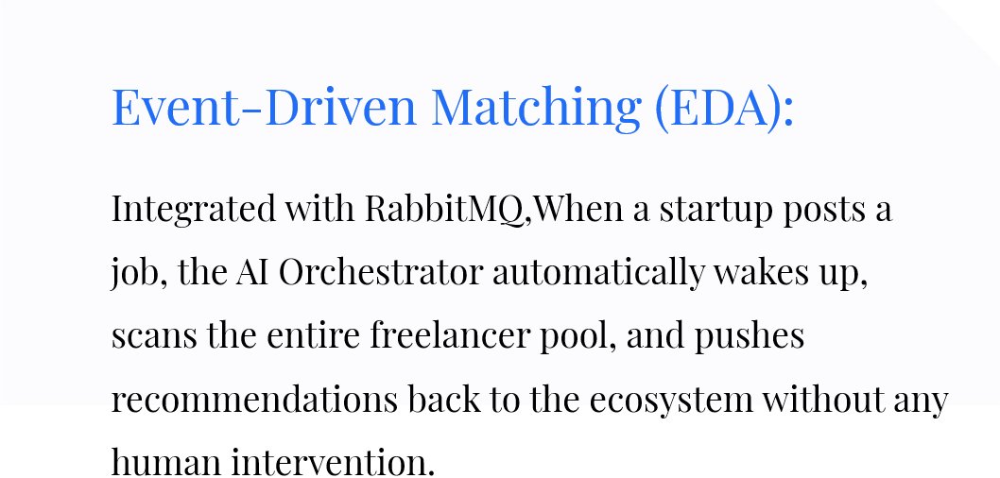 Event-Driven Matching (EDA):
Integrated with RabbitMQ,When a startup posts a
job, the AI Orchestrator automatically wakes up,
scans the entire freelancer pool, and pushes
recommendations back to the ecosystem without any
human intervention.